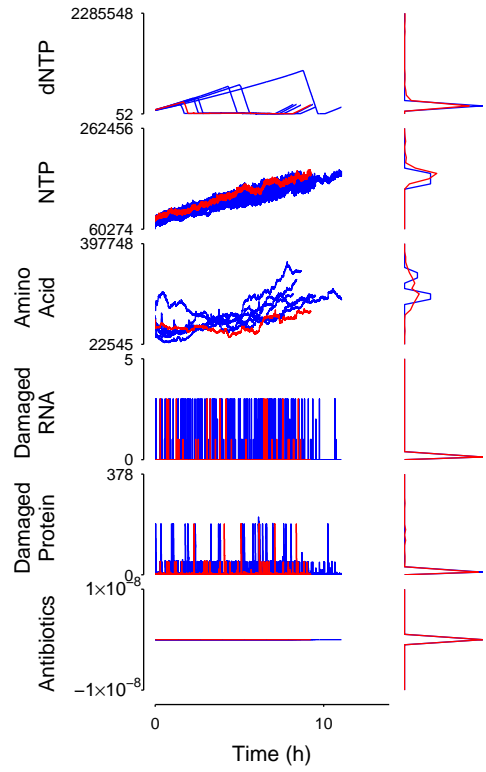 2285548
dNTP
52
262456
NTP
60274
397748
Amino
Acid
22545
5
Damaged
RNA
0
378
Damaged
Protein
0
1×10⁻⁸
Antibiotics
−1×10⁻⁸
0 10
Time (h)